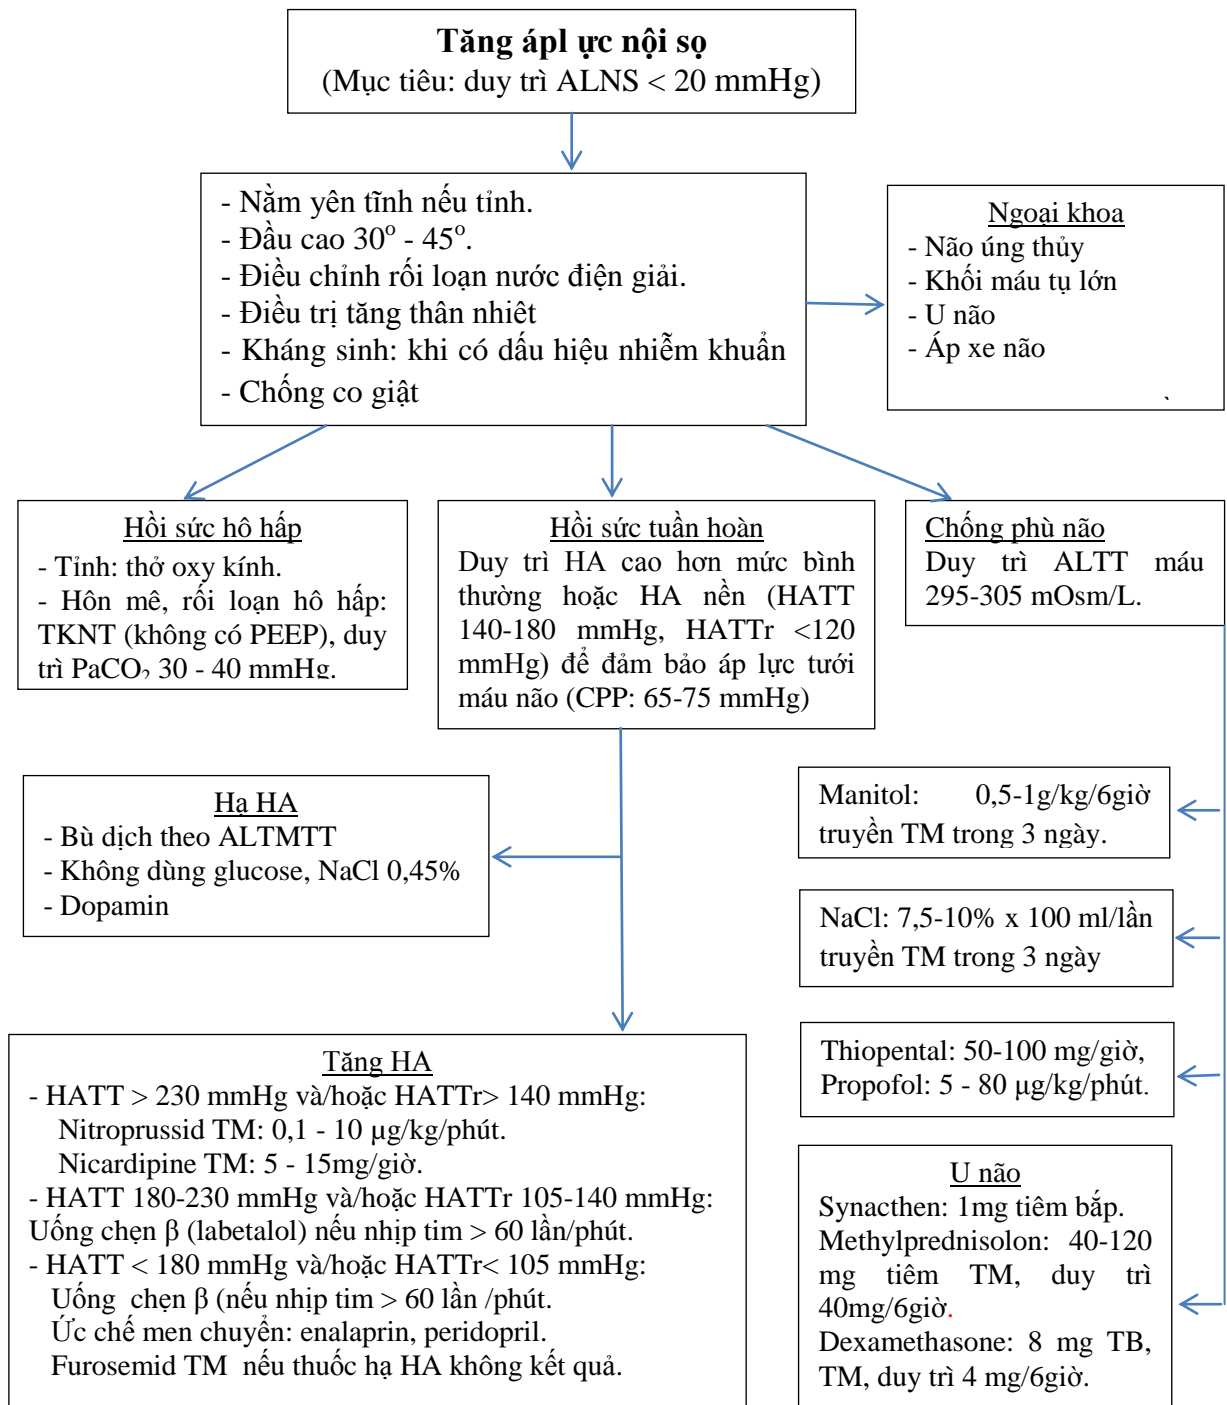 Tăng ápl ực nội sọ
(Mục tiêu: duy trì ALNS < 20 mmHg)
- Nằm yên tĩnh nếu tỉnh.
- Đầu cao 30° - 45°.
- Điều chỉnh rối loạn nước điện giải.
- Điều trị tăng thân nhiêt
- Kháng sinh: khi có dấu hiệu nhiễm khuẩn
- Chống co giật
Ngoại khoa
- Não úng thủy
- Khối máu tụ lớn
- U não
- Áp xe não
Hồi sức hô hấp
- Tỉnh: thở oxy kính.
- Hôn mê, rối loạn hô hấp:
TKNT (không có PEEP), duy
trì PaCO₂ 30 - 40 mmHg.
Hồi sức tuần hoàn
Duy trì HA cao hơn mức bình
thường hoặc HA nền (HATT
140-180 mmHg, HATTr <120
mmHg) để đảm bảo áp lực tưới
máu não (CPP: 65-75 mmHg)
Chống phù não
Duy trì ALTT máu
295-305 mOsm/L.
Hạ HA
- Bù dịch theo ALTMTT
- Không dùng glucose, NaCl 0,45%
- Dopamin
Manitol: 0,5-1g/kg/6giờ
truyền TM trong 3 ngày.
NaCl: 7,5-10% x 100 ml/lần
truyền TM trong 3 ngày
Thiopental: 50-100 mg/giờ,
Propofol: 5 - 80 µg/kg/phút.
Tăng HA
- HATT > 230 mmHg và/hoặc HATTr> 140 mmHg:
Nitroprussid TM: 0,1 - 10 µg/kg/phút.
Nicardipine TM: 5 - 15mg/giờ.
- HATT 180-230 mmHg và/hoặc HATTr 105-140 mmHg:
Uống chẹn β (labetalol) nếu nhịp tim > 60 lần/phút.
- HATT < 180 mmHg và/hoặc HATTr< 105 mmHg:
Uống chẹn β (nếu nhịp tim > 60 lần /phút.
Ức chế men chuyển: enalaprin, peridopril.
Furosemid TM nếu thuốc hạ HA không kết quả.
U não
Synacthen: 1mg tiêm bắp.
Methylprednisolon: 40-120
mg tiêm TM, duy trì
40mg/6giờ.
Dexamethasone: 8 mg TB,
TM, duy trì 4 mg/6giờ.